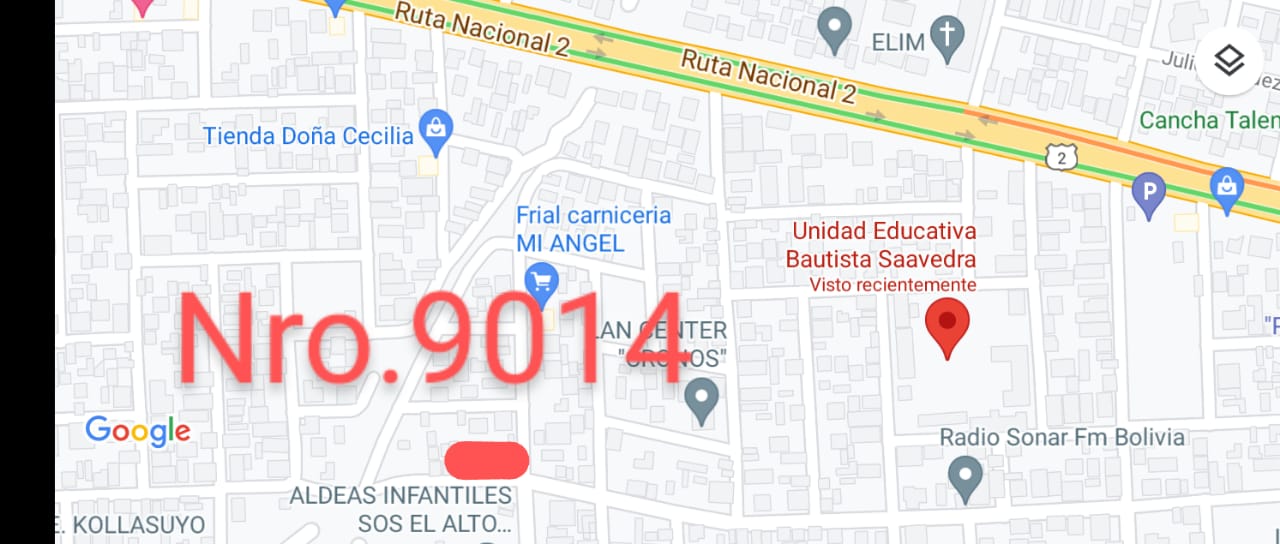 Ruta Nacional 2
Ruta Nacional 2
ELIM
Cancha Talen
Tienda Doña Cecilia
2
P
Frial carniceria
MI ANGEL
Unidad Educativa
Bautista Saavedra
Visto recientemente
Nro.9014
LAN CENTER
"CRONOS"
Google
Radio Sonar Fm Bolivia
ALDEAS INFANTILES
SOS EL ALTO...
E. KOLLASUYO